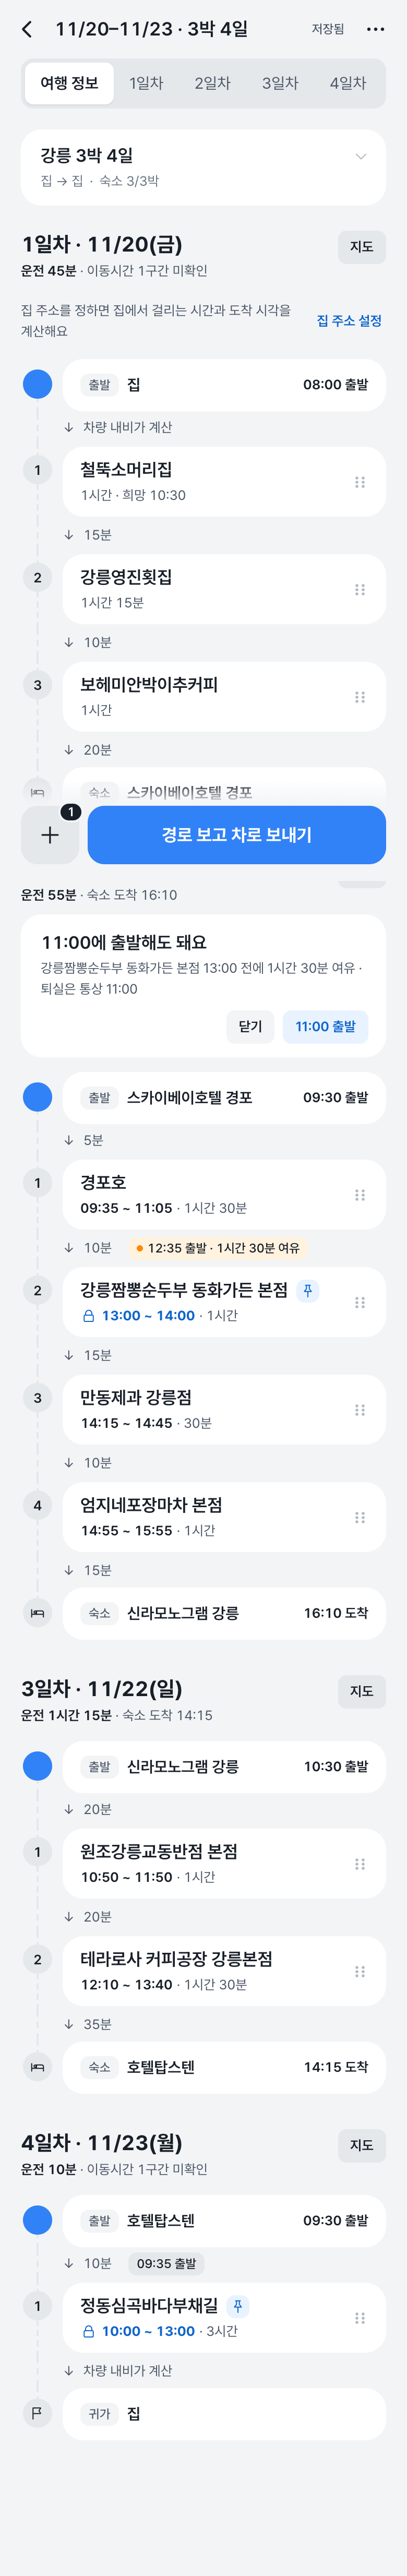 11/20–11/23 · 3박 4일
저장됨
여행 정보
1일차
2일차
3일차
4일차
강릉 3박 4일
집 → 집 · 숙소 3/3박
1일차 · 11/20(금)
지도
운전 45분 · 이동시간 1구간 미확인
집 주소를 정하면 집에서 걸리는 시간과 도착 시각을
계산해요
집 주소 설정
출발 집 08:00 출발
↓ 차량 내비가 계산
1
철뚝소머리집
1시간 · 희망 10:30
↓ 15분
2
강릉영진횟집
1시간 15분
↓ 10분
3
보헤미안박이추커피
1시간
↓ 20분
숙소 스카이베이호텔 경포
1
경로 보고 차로 보내기
운전 55분 · 숙소 도착 16:10
11:00에 출발해도 돼요
강릉짬뽕순두부 동화가든 본점 13:00 전에 1시간 30분 여유 ·
퇴실은 통상 11:00
닫기
11:00 출발
출발 스카이베이호텔 경포 09:30 출발
↓ 5분
1
경포호
09:35 ~ 11:05 · 1시간 30분
↓ 10분 12:35 출발 · 1시간 30분 여유
2
강릉짬뽕순두부 동화가든 본점
13:00 ~ 14:00 · 1시간
↓ 15분
3
만동제과 강릉점
14:15 ~ 14:45 · 30분
↓ 10분
4
엄지네포장마차 본점
14:55 ~ 15:55 · 1시간
↓ 15분
숙소 신라모노그램 강릉 16:10 도착
3일차 · 11/22(일)
지도
운전 1시간 15분 · 숙소 도착 14:15
출발 신라모노그램 강릉 10:30 출발
↓ 20분
1
원조강릉교동반점 본점
10:50 ~ 11:50 · 1시간
↓ 20분
2
테라로사 커피공장 강릉본점
12:10 ~ 13:40 · 1시간 30분
↓ 35분
숙소 호텔탑스텐 14:15 도착
4일차 · 11/23(월)
지도
운전 10분 · 이동시간 1구간 미확인
출발 호텔탑스텐 09:30 출발
↓ 10분 09:35 출발
1
정동심곡바다부채길
10:00 ~ 13:00 · 3시간
↓ 차량 내비가 계산
귀가 집